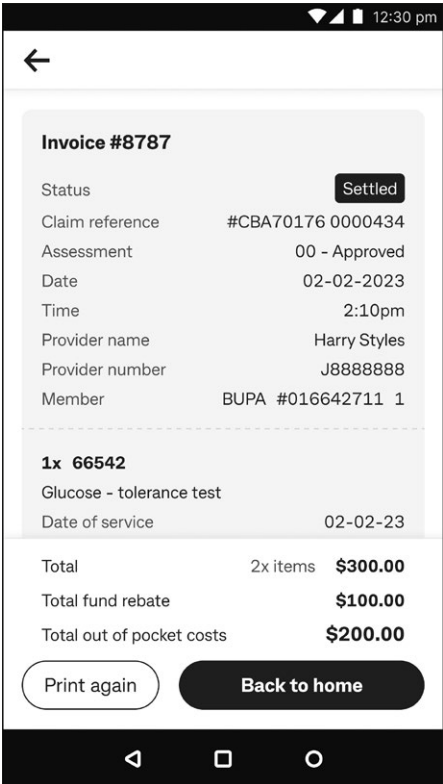 12:30 pm
Invoice #8787
Status Settled
Claim reference #CBA70176 0000434
Assessment 00 - Approved
Date 02-02-2023
Time 2:10pm
Provider name Harry Styles
Provider number J8888888
Member BUPA #016642711 1
1x 66542
Glucose - tolerance test
Date of service 02-02-23
Total 2x items $300.00
Total fund rebate $100.00
Total out of pocket costs $200.00
Print again Back to home